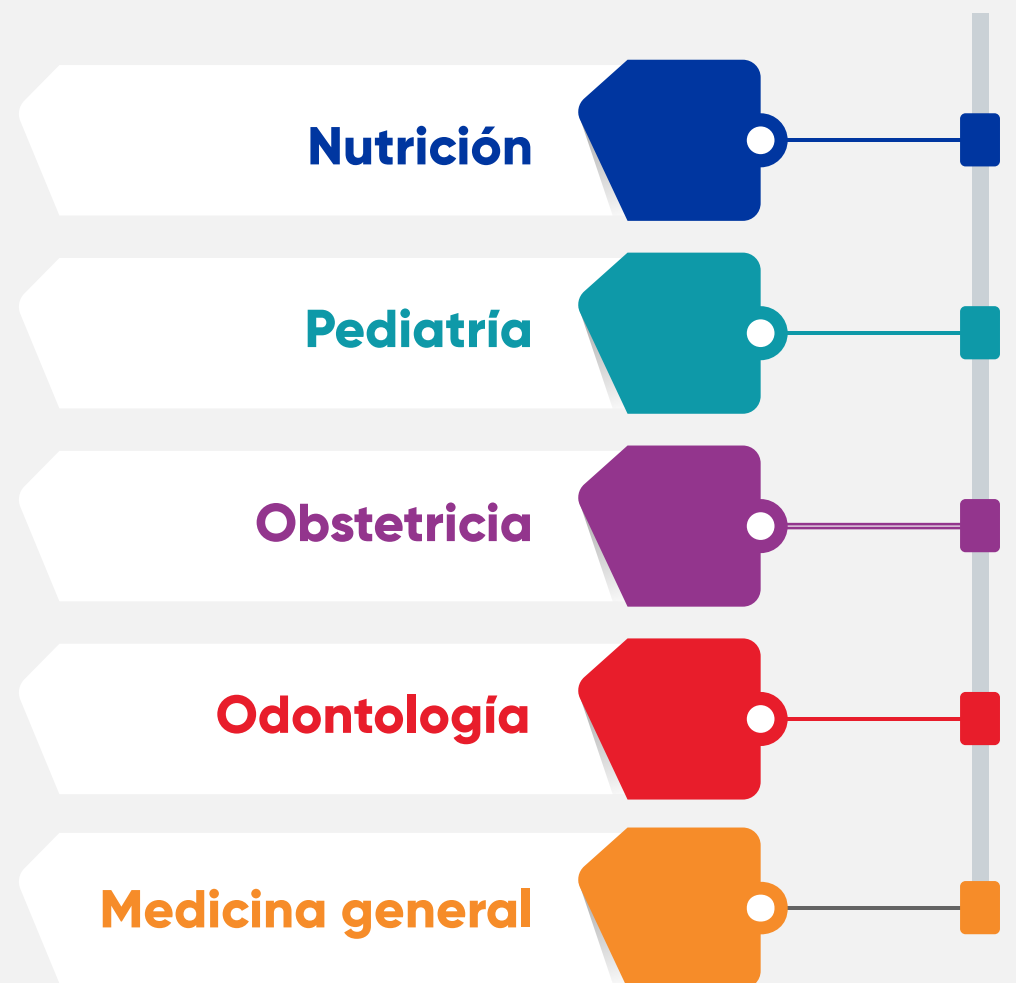 Nutrición
Pediatría
Obstetricia
Odontología
Medicina general